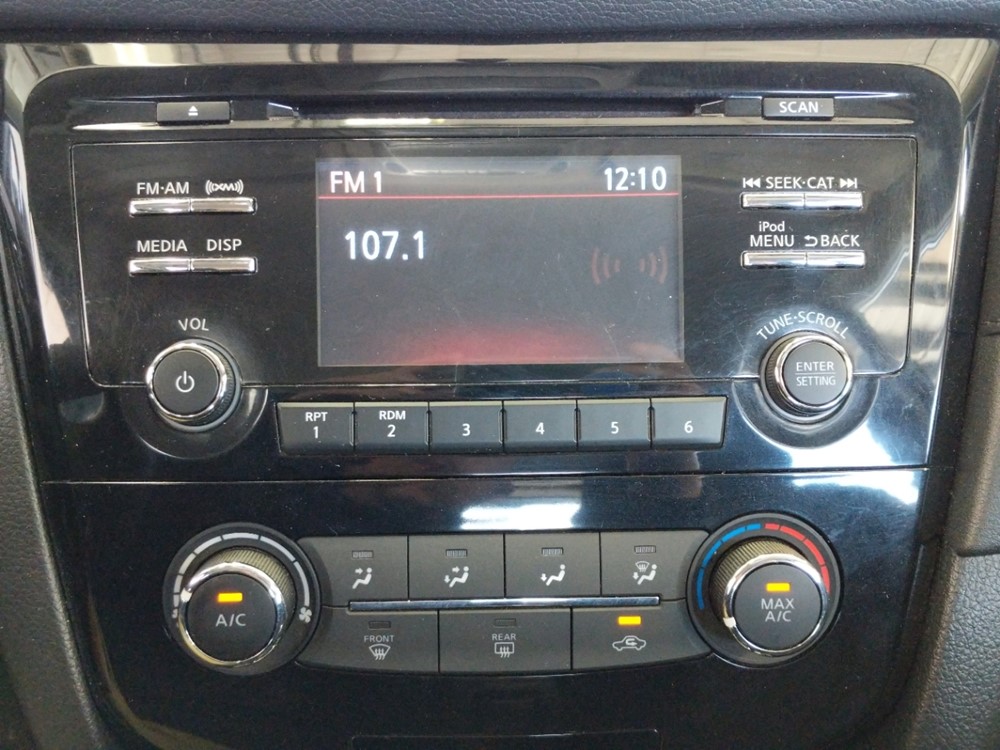 SCAN
FM·AM
((XM))
FM 1
12:10
SEEK·CAT
MEDIA
DISP
107.1
iPod
MENU
BACK
VOL
TUNE·SCROLL
ENTER
SETTING
RPT
1
RDM
2
3
4
5
6
A/C
MAX
A/C
FRONT
REAR